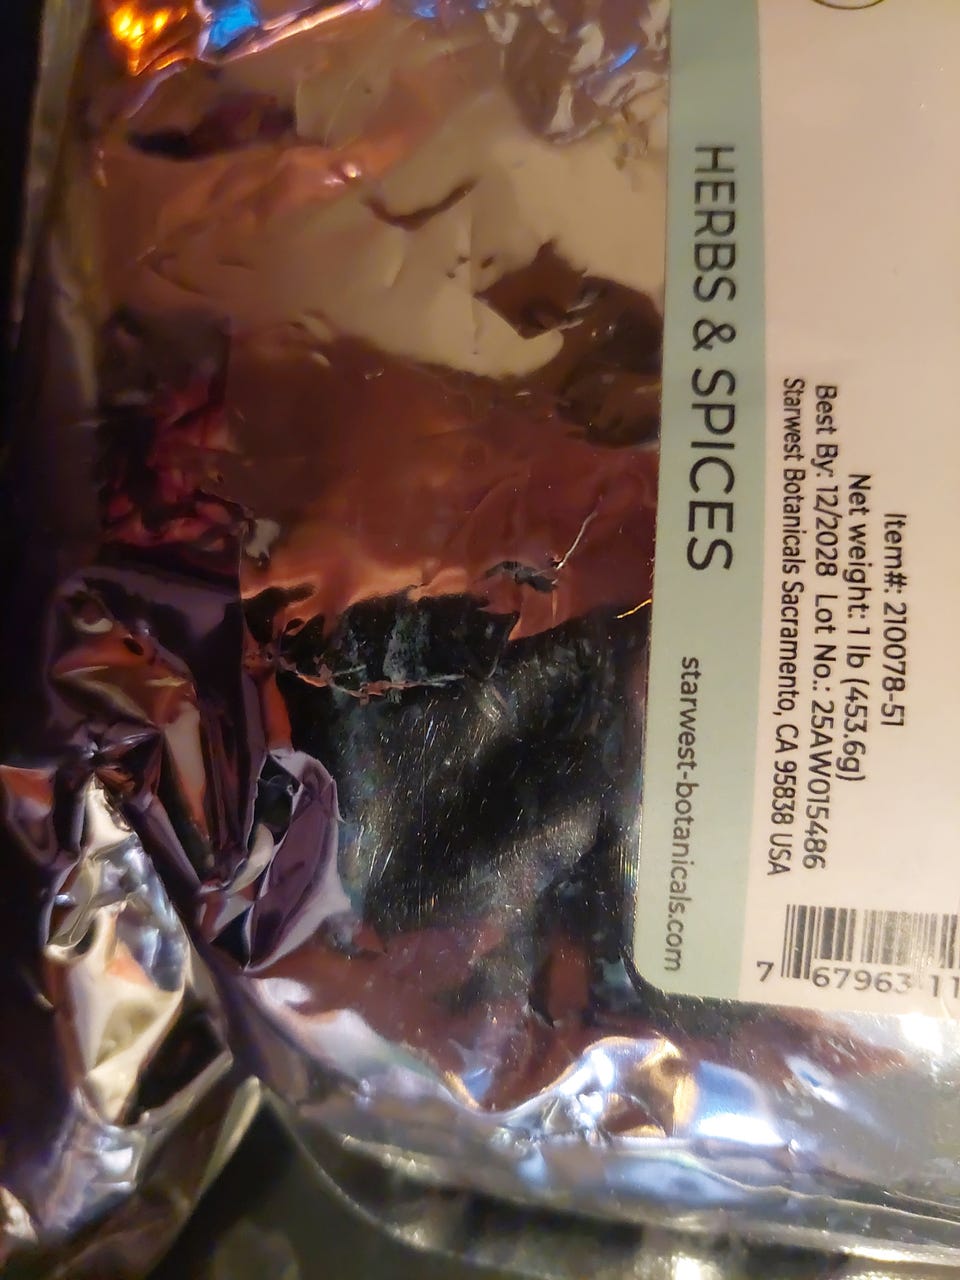 Item#: 210078-51
Net weight: 1 lb (453.6g)
Best By: 12/2028 Lot No.: 25AW015486
Starwest Botanicals Sacramento, CA 95838 USA
7 67963 11
HERBS & SPICES starwest-botanicals.com